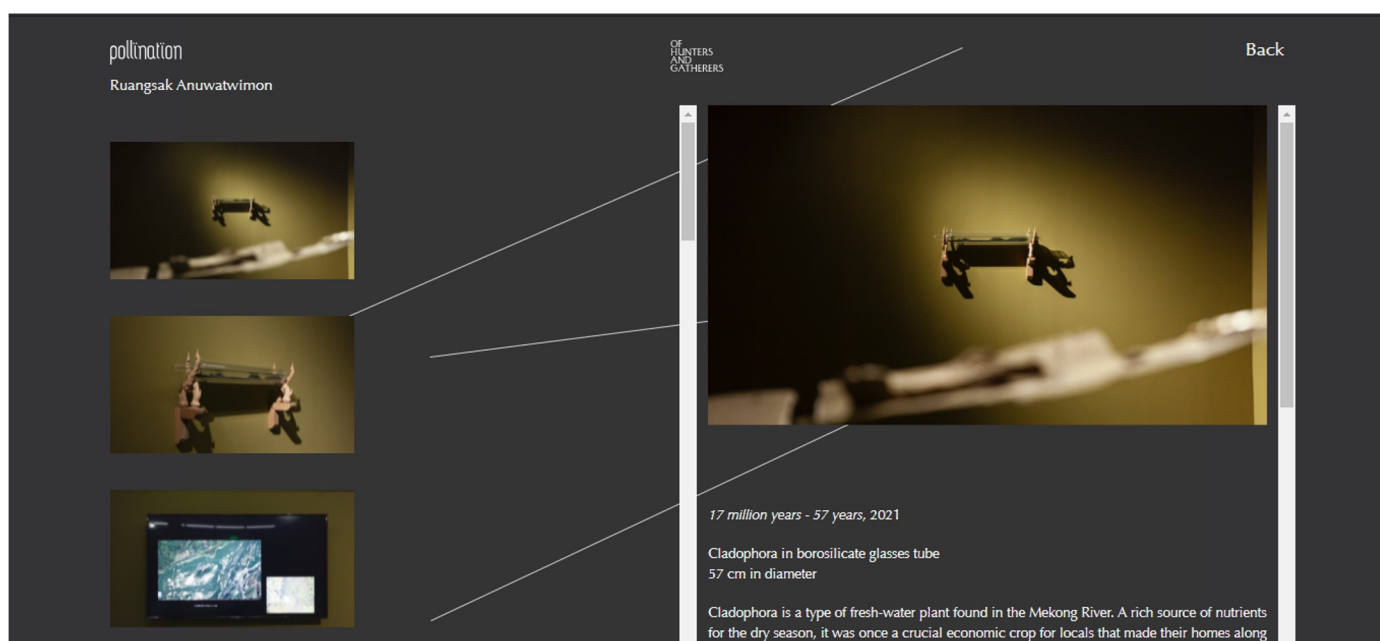 pollination
Ruangsak Anuwatwimon
OF
HUNTERS
AND
GATHERERS
Back
17 million years - 57 years, 2021
Cladophora in borosilicate glasses tube
57 cm in diameter
Cladophora is a type of fresh-water plant found in the Mekong River. A rich source of nutrients
for the dry season, it was once a crucial economic crop for locals that made their homes along